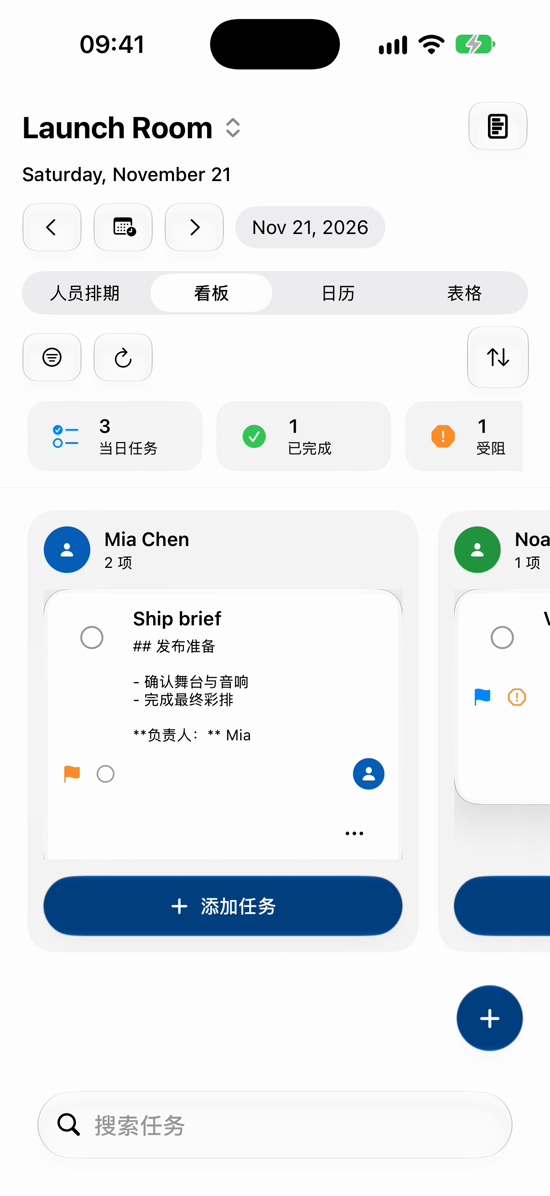 09:41
Launch Room
Saturday, November 21
Nov 21, 2026
人员排期
看板
日历
表格
3
当日任务
1
已完成
1
受阻
Mia Chen
2 项
Ship brief
## 发布准备
- 确认舞台与音响
- 完成最终彩排
**负责人：** Mia
添加任务
Noa
1 项
搜索任务